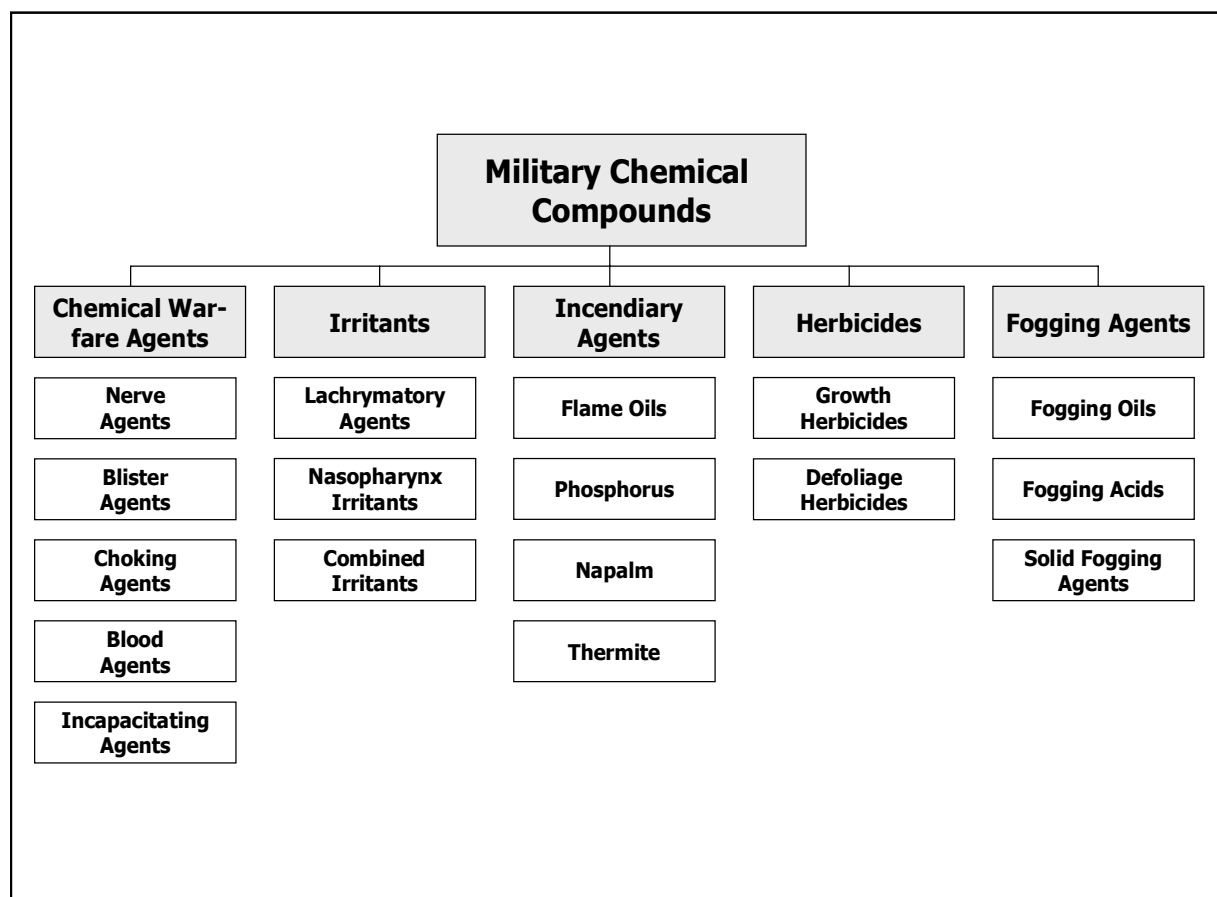 Military Chemical
Compounds
Chemical War-
fare Agents
Irritants
Incendiary
Agents
Herbicides
Fogging Agents
Nerve
Agents
Lachrymatory
Agents
Flame Oils
Growth
Herbicides
Fogging Oils
Blister
Agents
Nasopharynx
Irritants
Phosphorus
Defoliage
Herbicides
Fogging Acids
Choking
Agents
Combined
Irritants
Napalm
Solid Fogging
Agents
Blood
Agents
Thermite
Incapacitating
Agents